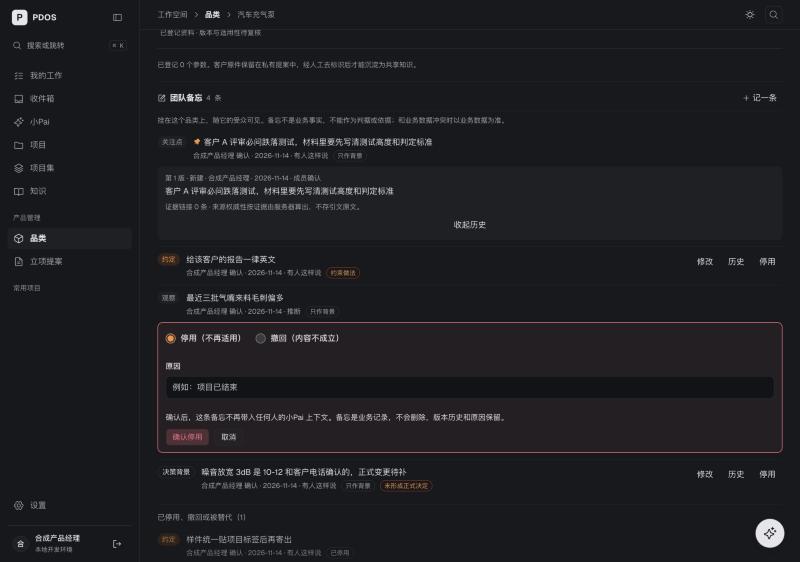 P PDOS
搜索或跳转 ⌘ K
我的工作
收件箱
小Pai
项目
项目集
知识
产品管理
品类
立项提案
常用项目
设置
合 合成产品经理
本地开发环境
工作空间 > 品类 > 汽车充气泵
已登记资料 · 版本与适用性待复核
已登记 0 个参数。客户原件保留在私有提案中，经人工去标识后才能沉淀为共享知识。
团队备忘 4 条 + 记一条
挂在这个品类上，随它的受众可见。备忘不是业务事实，不能作为判据或依据；和业务数据冲突时以业务数据为准。
关注点 客户 A 评审必问跌落测试，材料里要先写清测试高度和判定标准
合成产品经理 确认 · 2026-11-14 · 有人这样说 只作背景
第 1 版 · 新建 · 合成产品经理 · 2026-11-14 · 成员确认
客户 A 评审必问跌落测试，材料里要先写清测试高度和判定标准
证据链接 0 条 · 来源权威性按证据由服务器算出，不存引文原文。
收起历史
约定 给该客户的报告一律英文 修改 历史 停用
合成产品经理 确认 · 2026-11-14 · 有人这样说 约束做法
观察 最近三批气嘴来料毛刺偏多
合成产品经理 确认 · 2026-11-14 · 推断 只作背景
停用（不再适用） 撤回（内容不成立）
原因
例如：项目已结束
确认后，这条备忘不再带入任何人的小Pai 上下文。备忘是业务记录，不会删除，版本历史和原因保留。
确认停用 取消
决策背景 噪音放宽 3dB 是 10-12 和客户电话确认的，正式变更待补 修改 历史 停用
合成产品经理 确认 · 2026-11-14 · 有人这样说 只作背景 未形成正式决定
已停用、撤回或被替代（1）
约定 样件统一贴项目标签后再寄出
合成产品经理 确认 · 2026-11-14 · 有人这样说 已停用